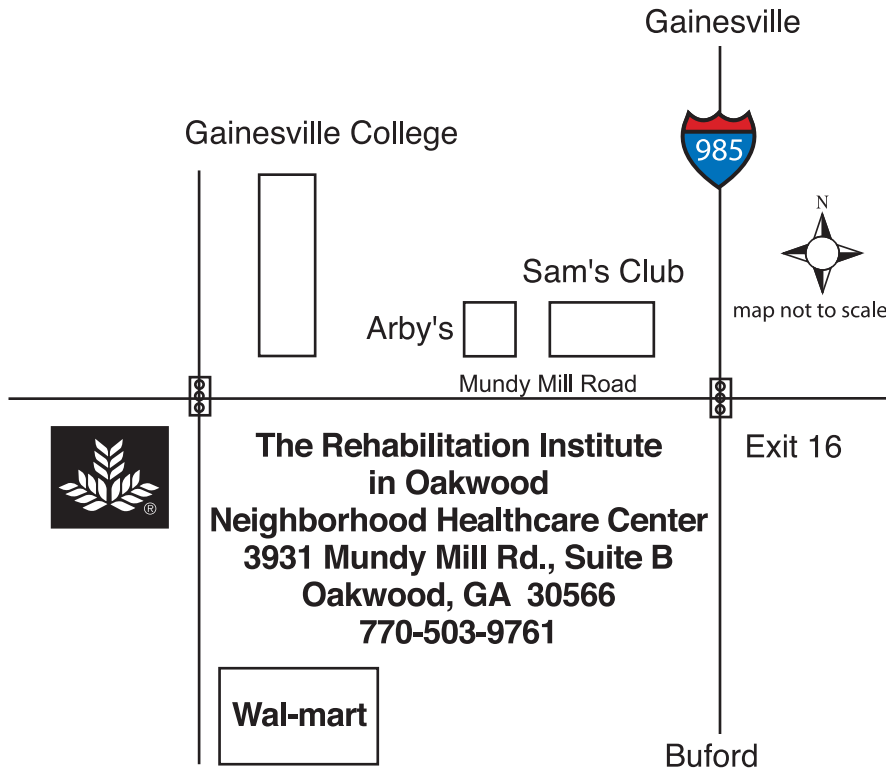 Gainesville
Gainesville College
985
N
Sam's Club
map not to scale
Arby's
Mundy Mill Road
Exit 16
The Rehabilitation Institute
in Oakwood
Neighborhood Healthcare Center
3931 Mundy Mill Rd., Suite B
Oakwood, GA  30566
770-503-9761
®
Wal-mart
Buford